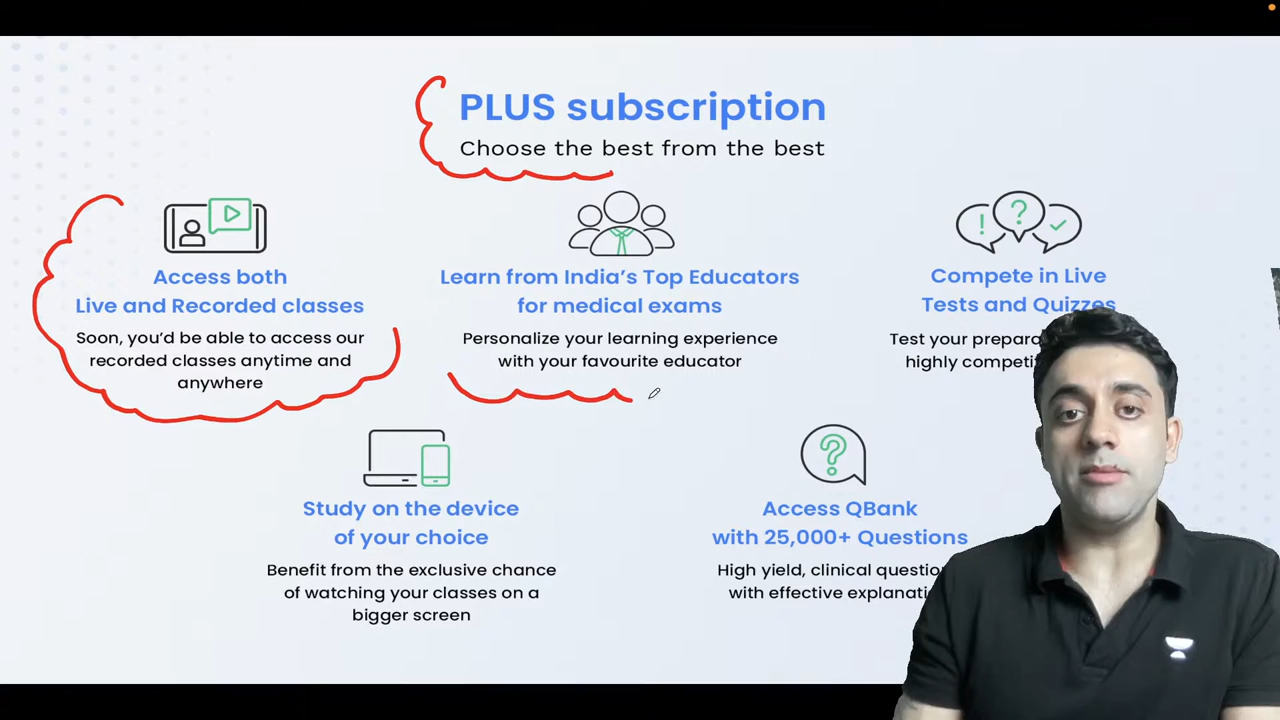 PLUS subscription
Choose the best from the best
Access both
Live and Recorded classes
Soon, you'd be able to access our
recorded classes anytime and
anywhere
Learn from India's Top Educators
for medical exams
Personalize your learning experience
with your favourite educator
Compete in Live
Tests and Quizzes
Test your
highly
Study on the device
of your choice
Benefit from the exclusive chance
of watching your classes on a
bigger screen
Access QBank
with 25,000+ Questions
High yield, clinical
with effective